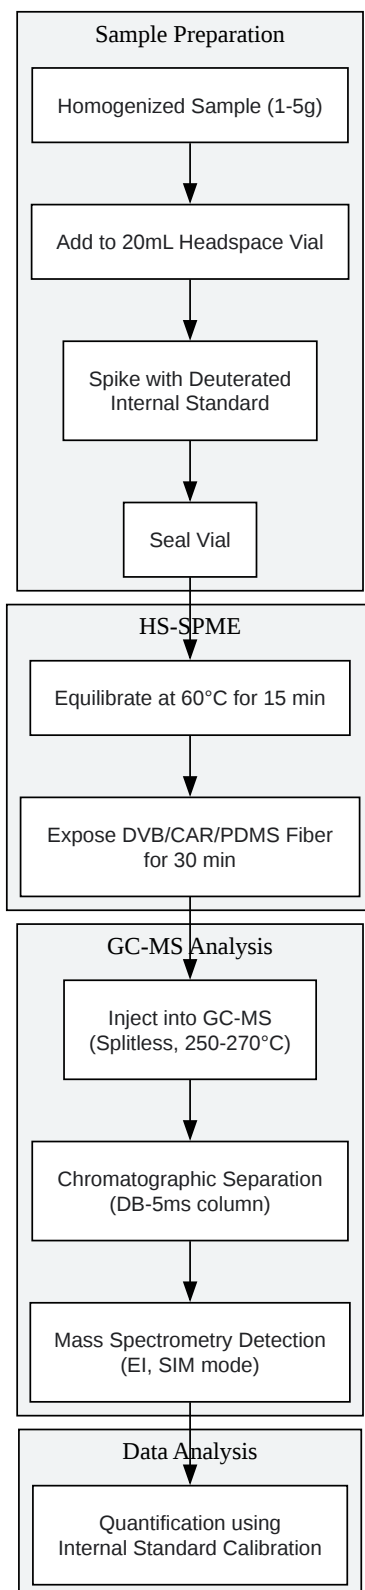 Sample Preparation
Homogenized Sample (1-5g)
Add to 20mL Headspace Vial
Spike with Deuterated
Internal Standard
Seal Vial
HS-SPME
Equilibrate at 60°C for 15 min
Expose DVB/CAR/PDMS Fiber
for 30 min
GC-MS Analysis
Inject into GC-MS
(Splitless, 250-270°C)
Chromatographic Separation
(DB-5ms column)
Mass Spectrometry Detection
(EI, SIM mode)
Data Analysis
Quantification using
Internal Standard Calibration